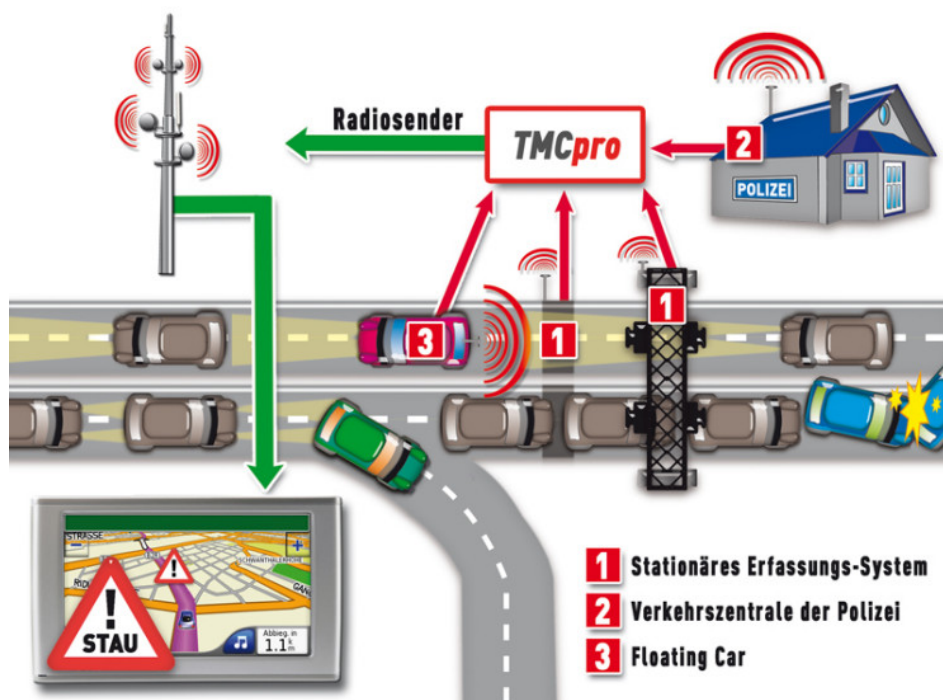 Radiosender
TMCpro
2
POLIZEI
3
1
1
STRASSE
SCHWANTHALERHÖHE
!
!
STAU
Abbieg. in
1.1 k
m
1 Stationäres Erfassungs-System
2 Verkehrszentrale der Polizei
3 Floating Car